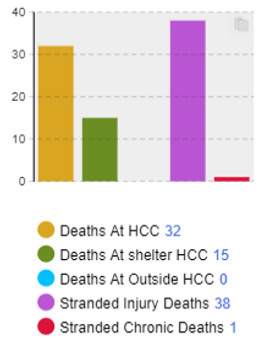 40
30
20
10
0
Deaths At HCC 32
Deaths At shelter HCC 15
Deaths At Outside HCC 0
Stranded Injury Deaths 38
Stranded Chronic Deaths 1